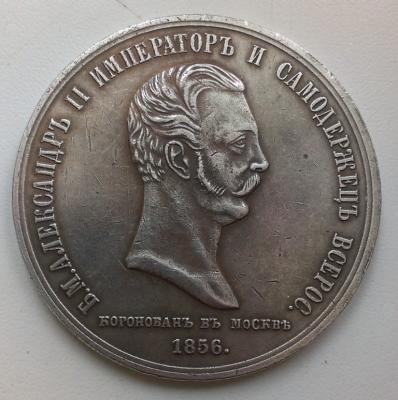 Б.М.АЛЕКСАНДРЪ II ИМПЕРАТОРЪ И САМОДЕРЖЕЦЪ ВСЕРОС.
КОРОНОВАНЪ ВЪ МОСКВѢ
1856.